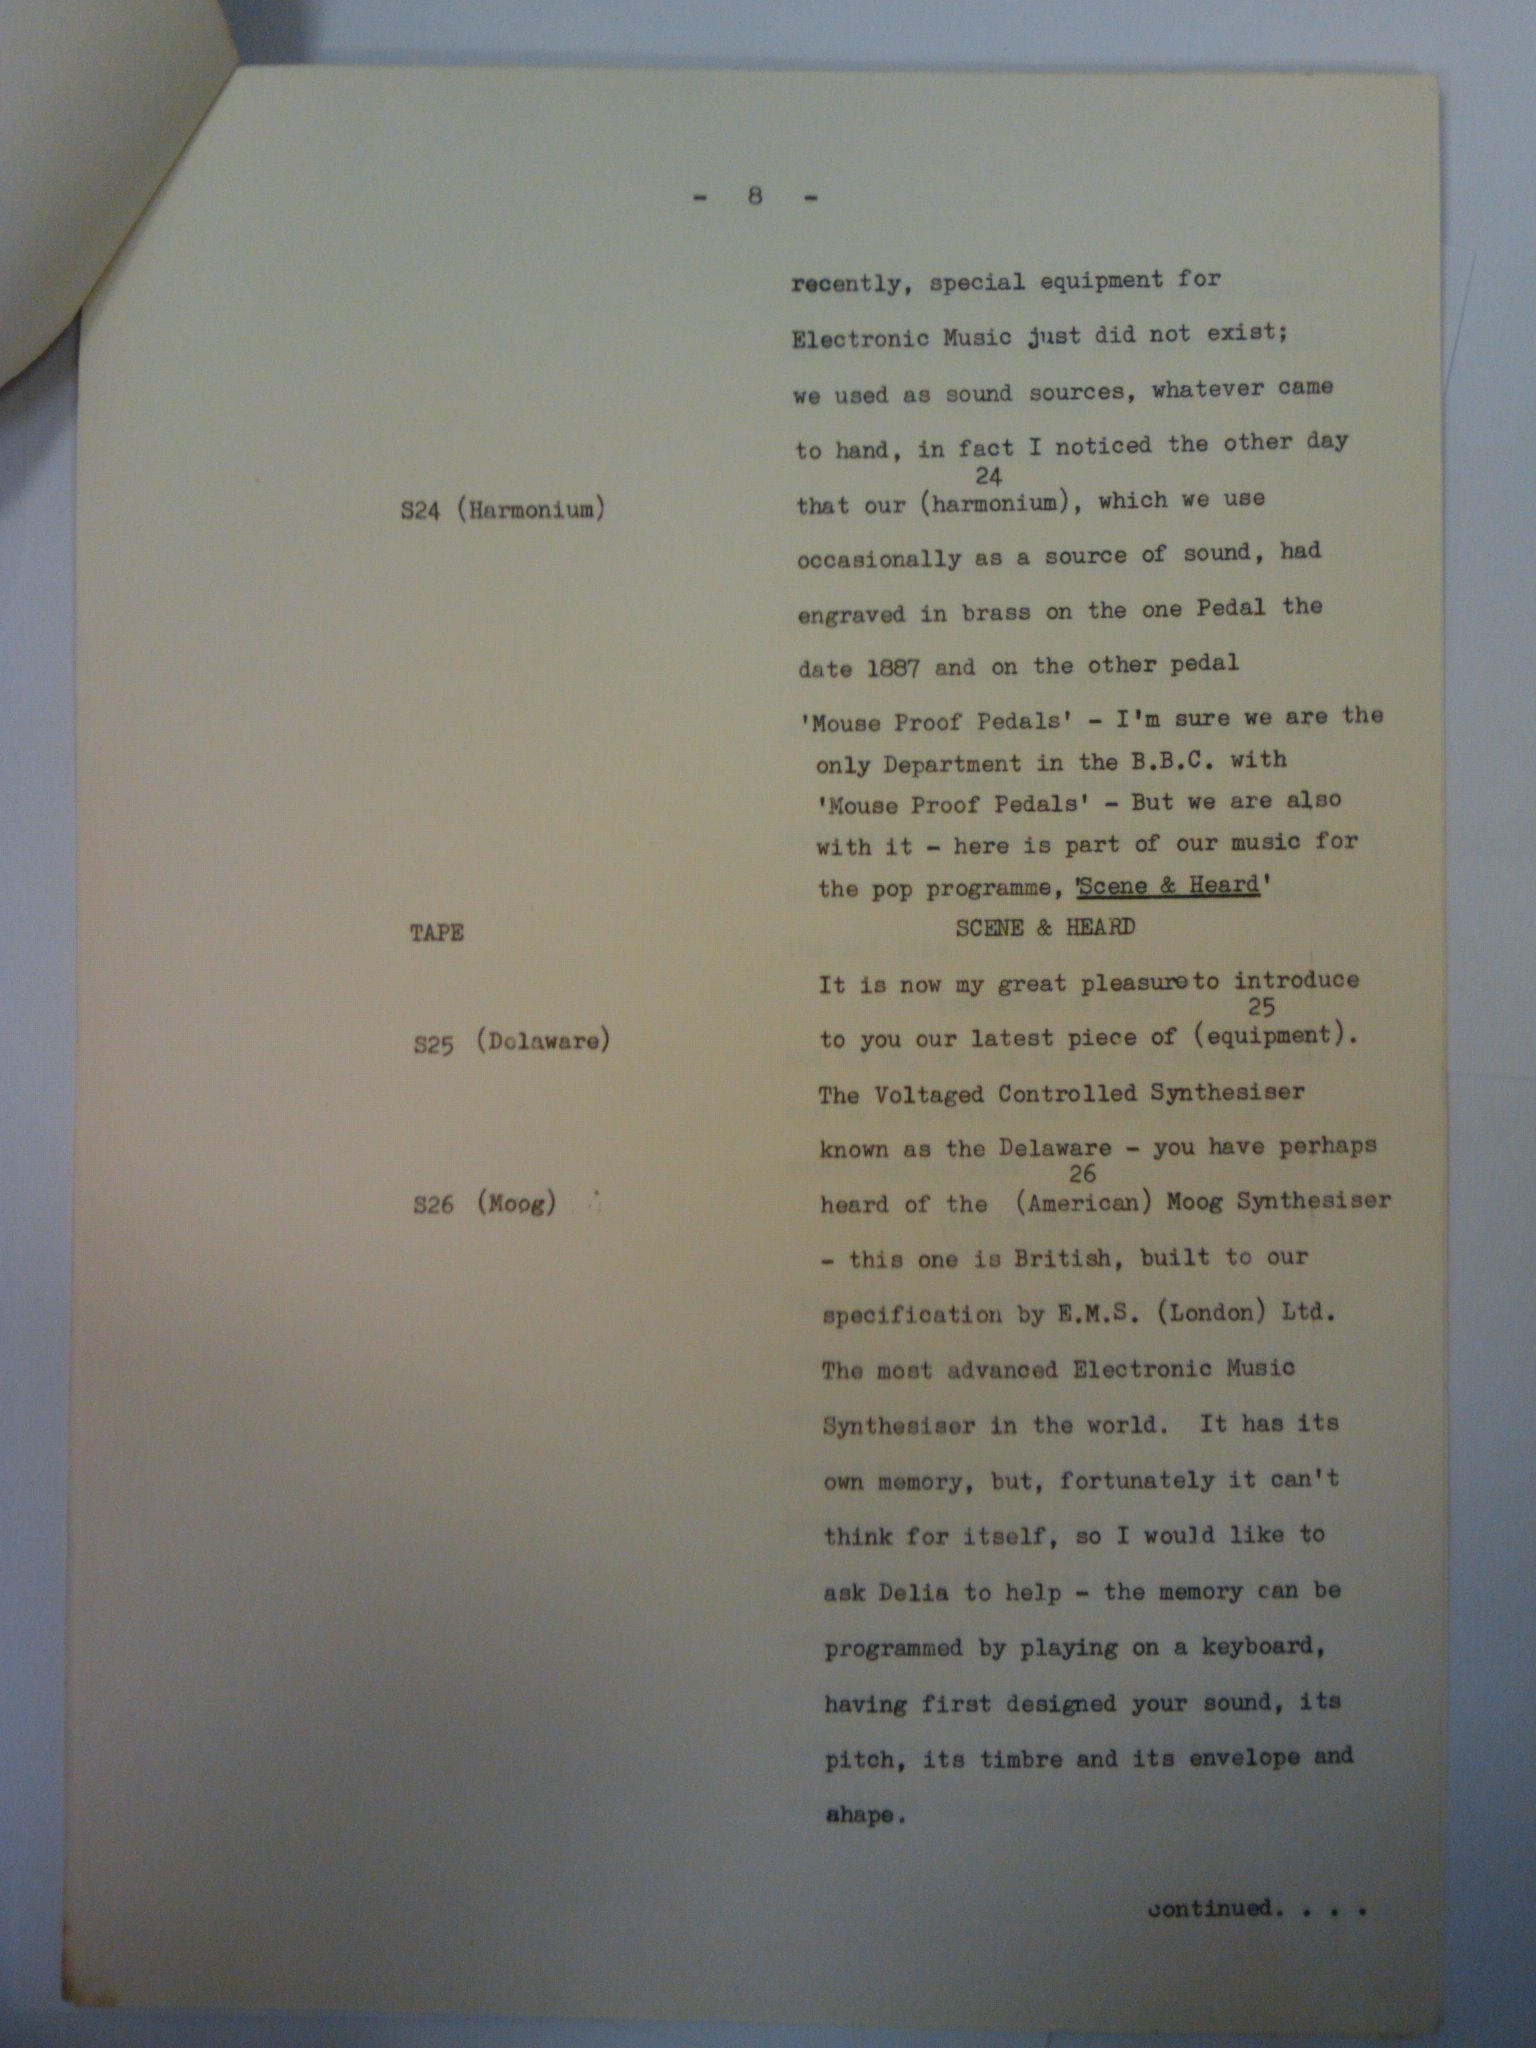 - 8 -
recently, special equipment for
Electronic Music just did not exist;
we used as sound sources, whatever came
to hand, in fact I noticed the other day
24
S24 (Harmonium) that our (harmonium), which we use
occasionally as a source of sound, had
engraved in brass on the one Pedal the
date 1887 and on the other pedal
'Mouse Proof Pedals' - I'm sure we are the
only Department in the B.B.C. with
'Mouse Proof Pedals' - But we are also
with it - here is part of our music for
the pop programme, 'Scene & Heard'
TAPE SCENE & HEARD
It is now my great pleasure to introduce
25
S25 (Delaware) to you our latest piece of (equipment).
The Voltaged Controlled Synthesiser
known as the Delaware - you have perhaps
26
S26 (Moog) heard of the (American) Moog Synthesiser
- this one is British, built to our
specification by E.M.S. (London) Ltd.
The most advanced Electronic Music
Synthesiser in the world. It has its
own memory, but, fortunately it can't
think for itself, so I would like to
ask Delia to help - the memory can be
programmed by playing on a keyboard,
having first designed your sound, its
pitch, its timbre and its envelope and
ahape.
continued. . . .